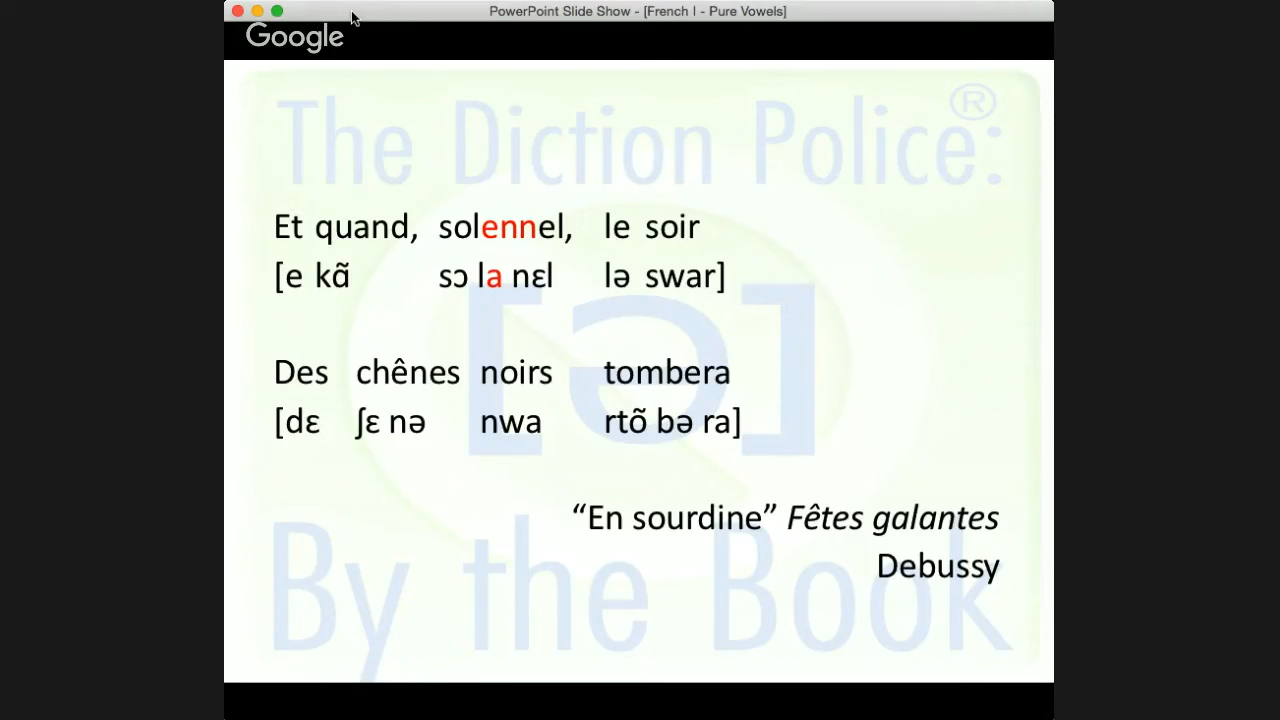 PowerPoint Slide Show - [French I - Pure Vowels]
Google
The Diction Police®:
Et quand, solennel, le soir
[e kɑ̃ sɔ la nɛl lə swar]
[ə]
Des chênes noirs tombera
[dɛ ʃɛ nə nwa rtõ bə ra]
“En sourdine” Fêtes galantes
Debussy
By the Book